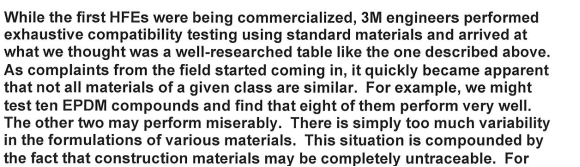 While the first HFEs were being commercialized, 3M engineers performed
exhaustive compatibility testing using standard materials and arrived at
what we thought was a well-researched table like the one described above.
As complaints from the field started coming in, it quickly became apparent
that not all materials of a given class are similar. For example, we might
test ten EPDM compounds and find that eight of them perform very well.
The other two may perform miserably. There is simply too much variability
in the formulations of various materials. This situation is compounded by
the fact that construction materials may be completely untraceable. For